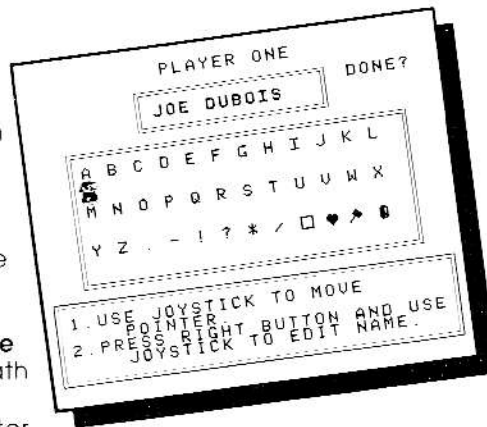 PLAYER ONE
DONE?
JOE DUBOIS
A B C D E F G H I J K L
M N O P Q R S T U V W X
Y Z . - ! ? * /
1. USE JOYSTICK TO MOVE
POINTER.
2. PRESS RIGHT BUTTON AND USE
JOYSTICK TO EDIT NAME.